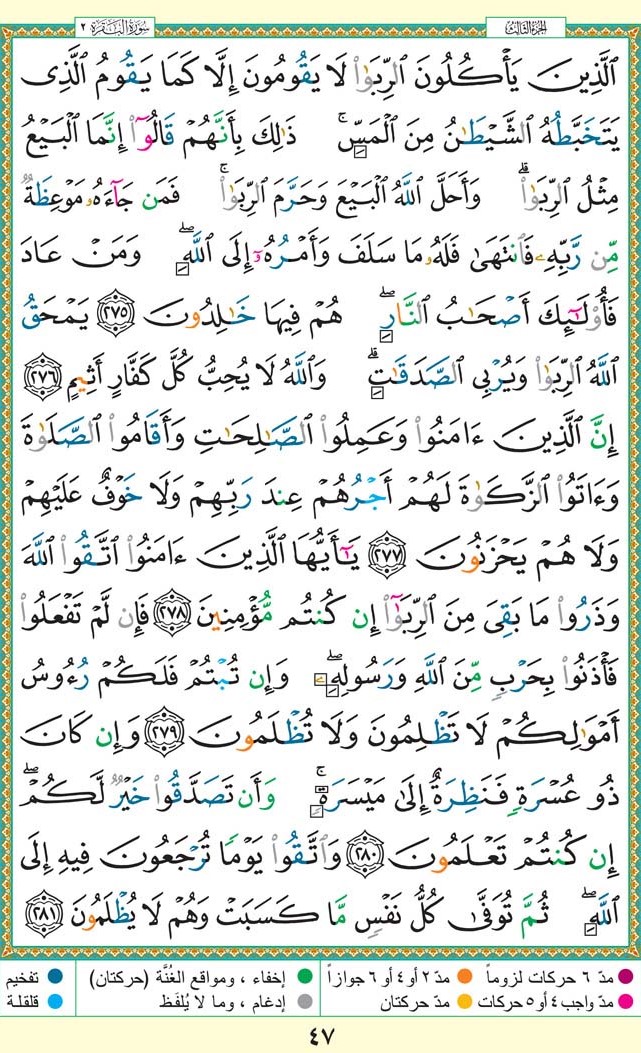 الجزء الثالث
سورة البقرة ٢
ٱلَّذِينَ يَأۡكُلُونَ ٱلرِّبَوٰاْ لَا يَقُومُونَ إِلَّا كَمَا يَقُومُ ٱلَّذِى
يَتَخَبَّطُهُ ٱلشَّيۡطَٰنُ مِنَ ٱلۡمَسِّۚ ذَٰلِكَ بِأَنَّهُمۡ قَالُوٓاْ إِنَّمَا ٱلۡبَيۡعُ
مِثۡلُ ٱلرِّبَوٰاْۗ وَأَحَلَّ ٱللَّهُ ٱلۡبَيۡعَ وَحَرَّمَ ٱلرِّبَوٰاْۚ فَمَن جَآءَهُۥ مَوۡعِظَةٌ
مِّن رَّبِّهِۦ فَٱنتَهَىٰ فَلَهُۥ مَا سَلَفَ وَأَمۡرُهُۥٓ إِلَى ٱللَّهِۖ وَمَنۡ عَادَ
فَأُوْلَٰٓئِكَ أَصۡحَٰبُ ٱلنَّارِۖ هُمۡ فِيهَا خَٰلِدُونَ ٢٧٥ يَمۡحَقُ
ٱللَّهُ ٱلرِّبَوٰاْ وَيُرۡبِى ٱلصَّدَقَٰتِۗ وَٱللَّهُ لَا يُحِبُّ كُلَّ كَفَّارٍ أَثِيمٍ ٢٧٦
إِنَّ ٱلَّذِينَ ءَامَنُواْ وَعَمِلُواْ ٱلصَّٰلِحَٰتِ وَأَقَامُواْ ٱلصَّلَوٰةَ
وَءَاتَوُاْ ٱلزَّكَوٰةَ لَهُمۡ أَجۡرُهُمۡ عِندَ رَبِّهِمۡ وَلَا خَوۡفٌ عَلَيۡهِمۡ
وَلَا هُمۡ يَحۡزَنُونَ ٢٧٧ يَٰٓأَيُّهَا ٱلَّذِينَ ءَامَنُواْ ٱتَّقُواْ ٱللَّهَ
وَذَرُواْ مَا بَقِىَ مِنَ ٱلرِّبَوٰٓاْ إِن كُنتُم مُّؤۡمِنِينَ ٢٧٨ فَإِن لَّمۡ تَفۡعَلُواْ
فَأۡذَنُواْ بِحَرۡبٍ مِّنَ ٱللَّهِ وَرَسُولِهِۦۖ وَإِن تُبۡتُمۡ فَلَكُمۡ رُءُوسُ
أَمۡوَٰلِكُمۡ لَا تَظۡلِمُونَ وَلَا تُظۡلَمُونَ ٢٧٩ وَإِن كَانَ
ذُو عُسۡرَةٍ فَنَظِرَةٌ إِلَىٰ مَيۡسَرَةٍۚ وَأَن تَصَدَّقُواْ خَيۡرٌ لَّكُمۡۖ
إِن كُنتُمۡ تَعۡلَمُونَ ٢٨٠ وَٱتَّقُواْ يَوۡمًا تُرۡجَعُونَ فِيهِ إِلَى
ٱللَّهِۖ ثُمَّ تُوَفَّىٰ كُلُّ نَفۡسٍ مَّا كَسَبَتۡ وَهُمۡ لَا يُظۡلَمُونَ ٢٨١
مدّ ٦ حركات لزوماً مدّ ٢ أو ٤ أو ٦ جوازاً إخفاء ، ومواقع الغُنَّة (حركتان) تفخيم
مدّ واجب ٤ أو ٥ حركات مدّ حركتان إدغام ، وما لا يُلفَظ قلقلة
٤٧